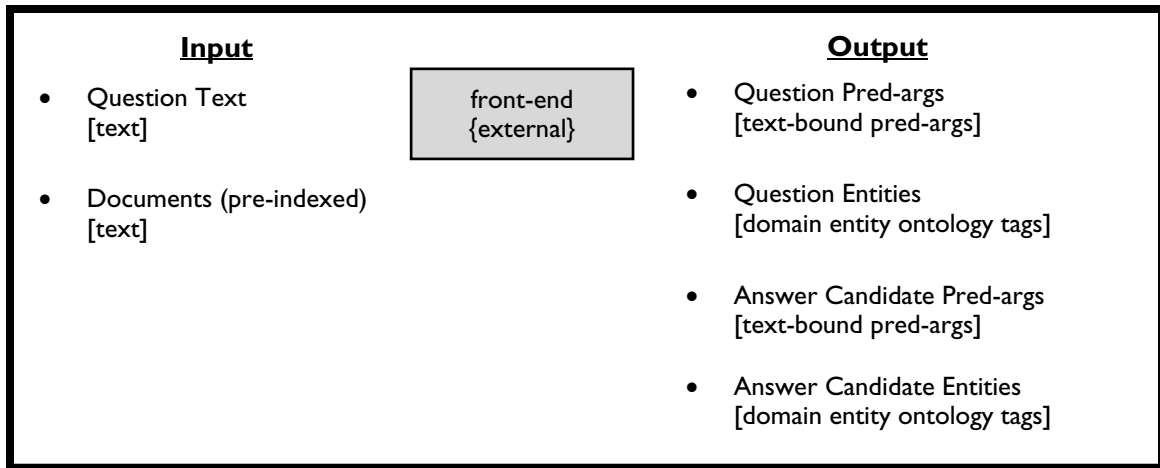 Input
• Question Text
[text]
• Documents (pre-indexed)
[text]
front-end
{external}
Output
• Question Pred-args
[text-bound pred-args]
• Question Entities
[domain entity ontology tags]
• Answer Candidate Pred-args
[text-bound pred-args]
• Answer Candidate Entities
[domain entity ontology tags]